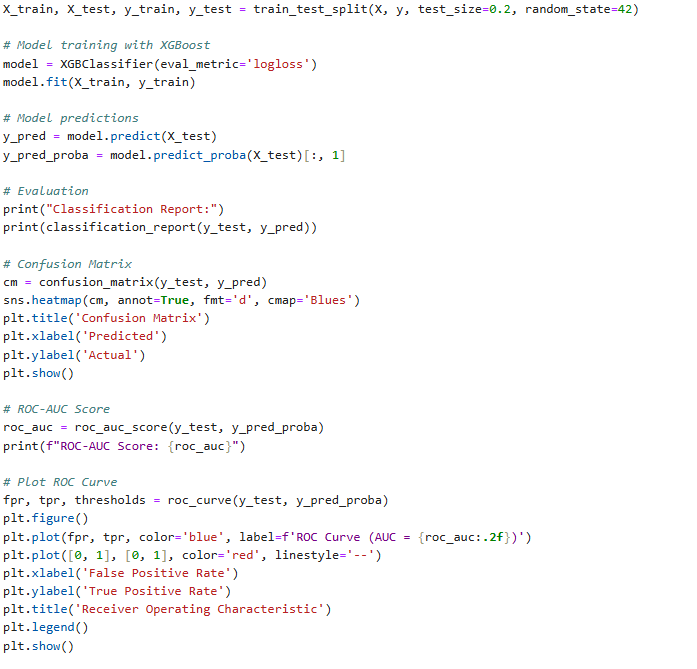 X_train, X_test, y_train, y_test = train_test_split(X, y, test_size=0.2, random_state=42)
# Model training with XGBoost
model = XGBClassifier(eval_metric='logloss')
model.fit(X_train, y_train)
# Model predictions
y_pred = model.predict(X_test)
y_pred_proba = model.predict_proba(X_test)[:, 1]
# Evaluation
print("Classification Report:")
print(classification_report(y_test, y_pred))
# Confusion Matrix
cm = confusion_matrix(y_test, y_pred)
sns.heatmap(cm, annot=True, fmt='d', cmap='Blues')
plt.title('Confusion Matrix')
plt.xlabel('Predicted')
plt.ylabel('Actual')
plt.show()
# ROC-AUC Score
roc_auc = roc_auc_score(y_test, y_pred_proba)
print(f"ROC-AUC Score: {roc_auc}")
# Plot ROC Curve
fpr, tpr, thresholds = roc_curve(y_test, y_pred_proba)
plt.figure()
plt.plot(fpr, tpr, color='blue', label=f'ROC Curve (AUC = {roc_auc:.2f})')
plt.plot([0, 1], [0, 1], color='red', linestyle='--')
plt.xlabel('False Positive Rate')
plt.ylabel('True Positive Rate')
plt.title('Receiver Operating Characteristic')
plt.legend()
plt.show()